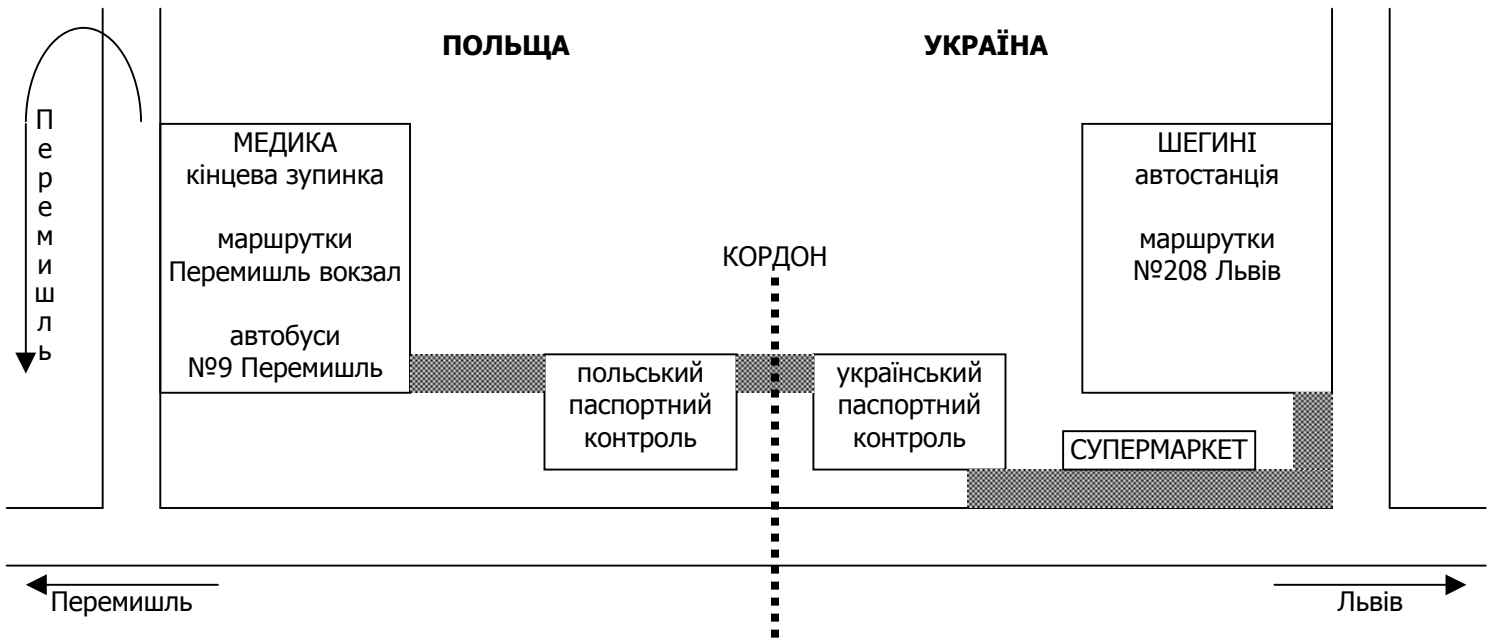 ПОЛЬЩА
УКРАЇНА
Перемишль
МЕДИКА
кінцева зупинка
маршрутки
Перемишль вокзал
автобуси
№9 Перемишль
КОРДОН
ШЕГИНІ
автостанція
маршрутки
№208 Львів
польський
паспортний
контроль
український
паспортний
контроль
СУПЕРМАРКЕТ
Перемишль
Львів